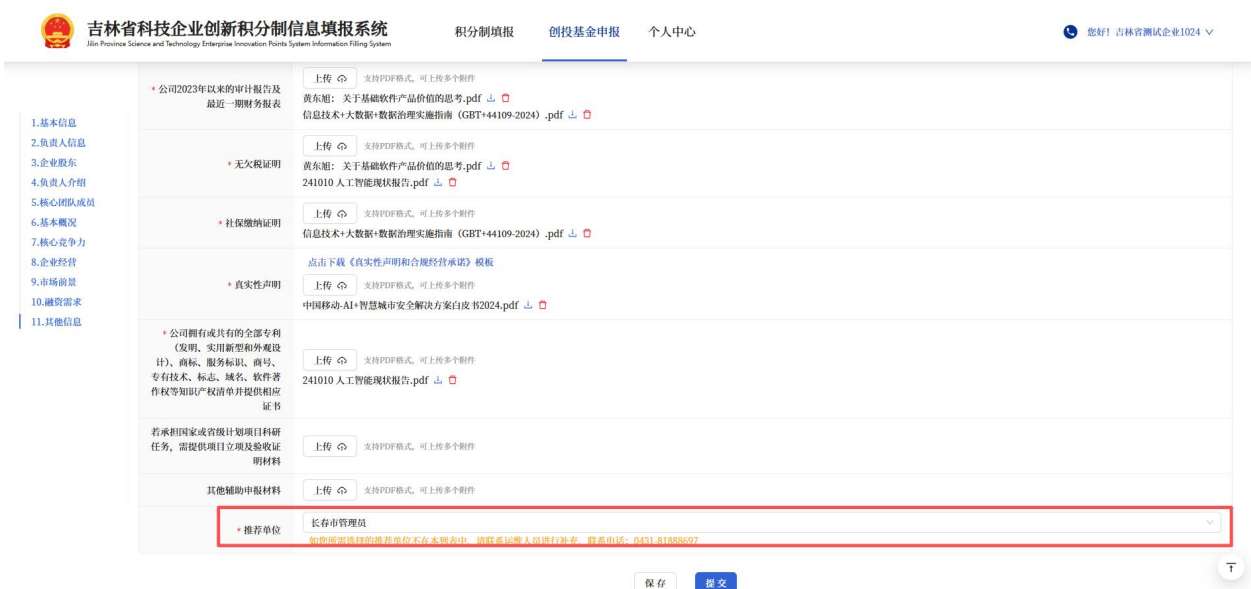 吉林省科技企业创新积分制信息填报系统
Jilin Province Science and Technology Enterprise Innovation Points System Information Filling System
积分制填报 创投基金申报 个人中心
您好！吉林省测试企业1024
1.基本信息
2.负责人信息
3.企业股东
4.负责人介绍
5.核心团队成员
6.基本概况
7.核心竞争力
8.企业经营
9.市场前景
10.融资需求
11.其他信息
* 公司2023年以来的审计报告及
最近一期财务报表
上传 支持PDF格式，可上传多个附件
黄东旭： 关于基础软件产品价值的思考.pdf
信息技术+大数据+数据治理实施指南（GBT+44109-2024）.pdf
* 无欠税证明
上传 支持PDF格式，可上传多个附件
黄东旭： 关于基础软件产品价值的思考.pdf
241010 人工智能现状报告.pdf
* 社保缴纳证明
上传 支持PDF格式，可上传多个附件
信息技术+大数据+数据治理实施指南（GBT+44109-2024）.pdf
* 真实性声明
点击下载《真实性声明和合规经营承诺》模板
上传 支持PDF格式，可上传多个附件
中国移动-AI+智慧城市安全解决方案白皮书2024.pdf
* 公司拥有或共有的全部专利
（发明、实用新型和外观设
计）、商标、服务标识、商号、
专有技术、标志、域名、软件著
作权等知识产权清单并提供相应
证书
上传 支持PDF格式，可上传多个附件
241010 人工智能现状报告.pdf
若承担国家或省级计划项目科研
任务，需提供项目立项及验收证
明材料
上传 支持PDF格式，可上传多个附件
其他辅助申报材料
上传 支持PDF格式，可上传多个附件
* 推荐单位
长春市管理员
如您所需选择的推荐单位不在本列表中，请联系运维人员进行补充，联系电话：0431-81888697
保存 提交